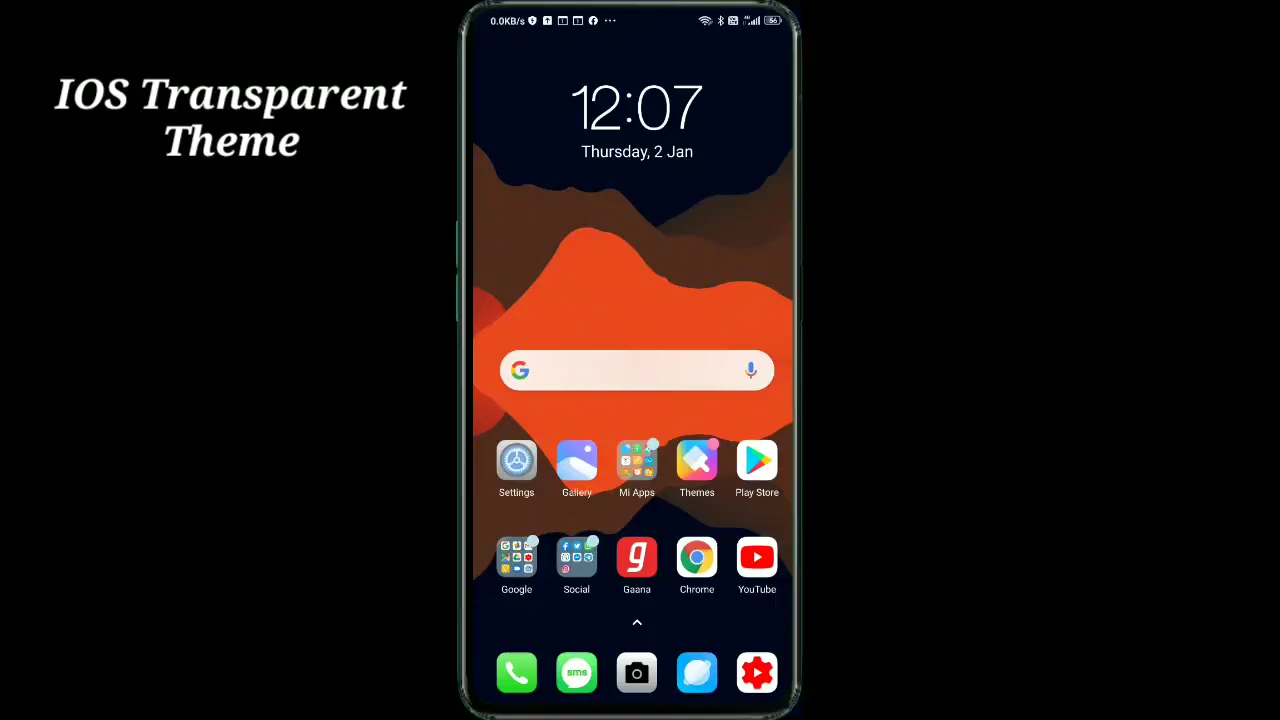 IOS Transparent
Theme
0.0KB/s
56
12:07
Thursday, 2 Jan
Settings Gallery Mi Apps Themes Play Store
Google Social Gaana Chrome YouTube
sms